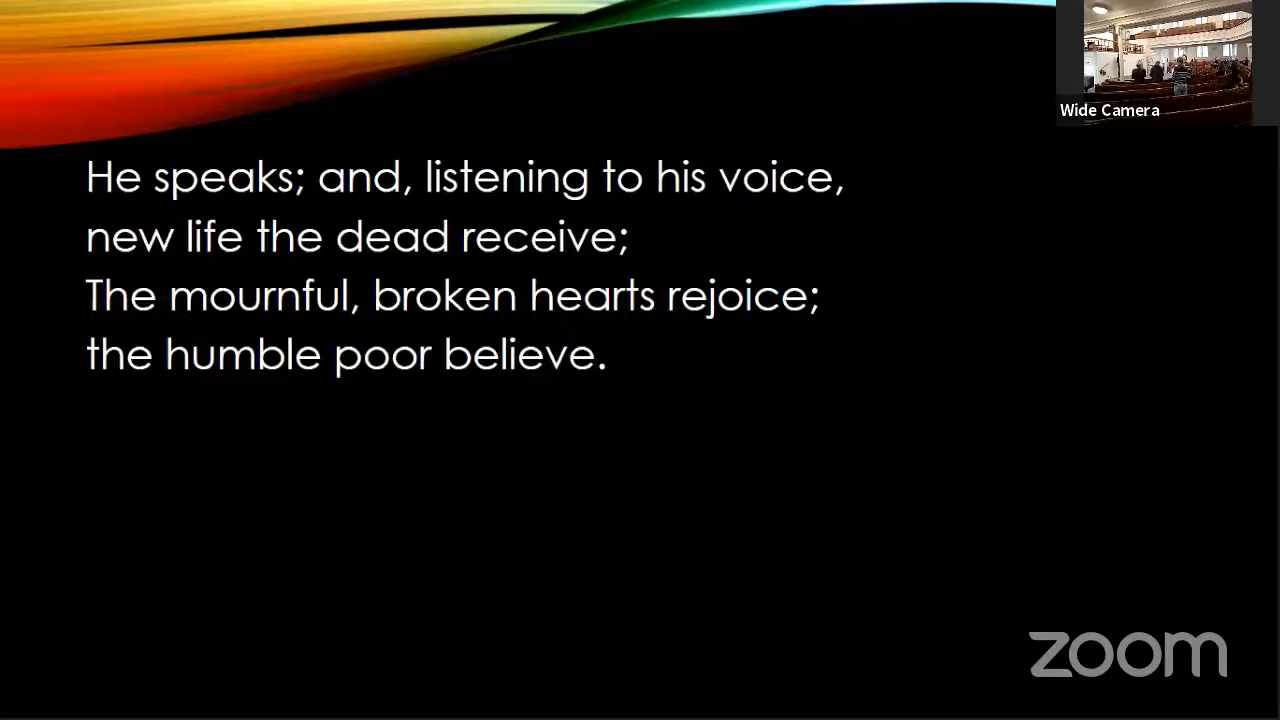 Wide Camera
He speaks; and, listening to his voice,
new life the dead receive;
The mournful, broken hearts rejoice;
the humble poor believe.
zoom